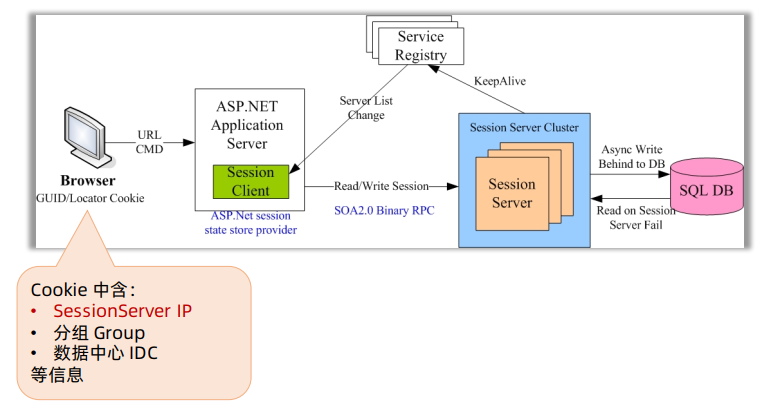 Service
Registry
KeepAlive
Server List
Change
ASP.NET
Application
Server
Session
Client
URL
CMD
Browser
GUID/Locator Cookie
ASP.Net session
state store provider
Read/Write Session
SOA2.0 Binary RPC
Session Server Cluster
Session
Server
Async Write
Behind to DB
SQL DB
Read on Session
Server Fail
Cookie 中含：
• SessionServer IP
• 分组 Group
• 数据中心 IDC
等信息